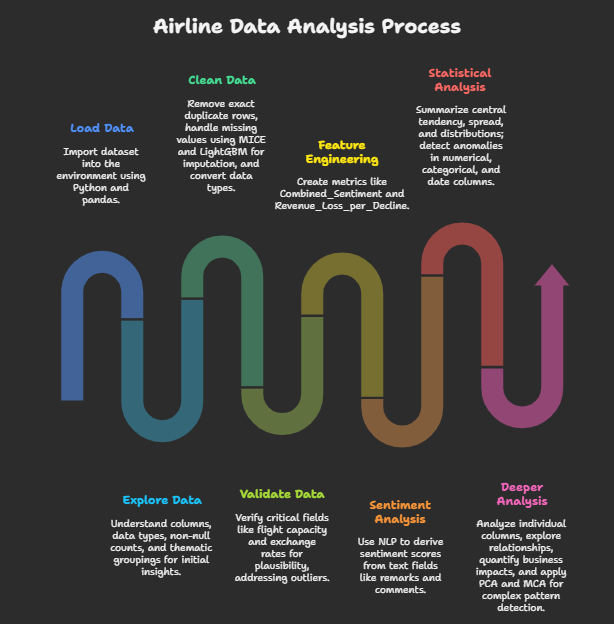 Airline Data Analysis Process
Load Data
Import dataset
into the
environment using
Python and
pandas.
Explore Data
Understand columns,
data types, non-null
counts, and thematic
groupings for initial
insights.
Clean Data
Remove exact
duplicate rows,
handle missing
values using MICE
and LightGBM for
imputation, and
convert data
types.
Validate Data
Verify critical fields
like flight capacity
and exchange
rates for
plausibility,
addressing outliers.
Feature
Engineering
Create metrics like
Combined_Sentiment and
Revenue_Loss_per_Decline.
Sentiment
Analysis
Use NLP to derive
sentiment scores
from text fields
like remarks and
comments.
Statistical
Analysis
Summarize central
tendency, spread,
and distributions;
detect anomalies
in numerical,
categorical, and
date columns.
Deeper
Analysis
Analyze individual
columns, explore
relationships,
quantify business
impacts, and apply
PCA and MCA for
complex pattern
detection.